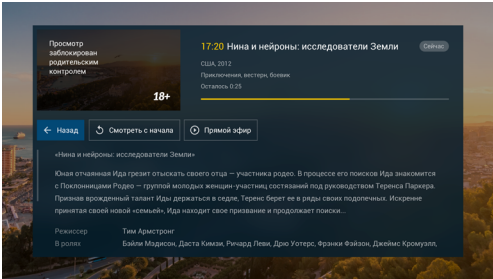 Просмотр
заблокирован
родительским
контролем
18+
17:20 Нина и нейроны: исследователи Земли Сейчас
США, 2012
Приключения, вестерн, боевик
Осталось 0:25
Назад Смотреть с начала Прямой эфир
«Нина и нейроны: исследователи Земли»
Юная отчаянная Ида грезит отыскать своего отца — участника родео. В процессе его поисков Ида знакомится
с Поклонницами Родео — группой молодых женщин-участниц состязаний под руководством Теренса Паркера.
Признав врожденный талант Иды держаться в седле, Теренс берет ее в ряды своих подопечных. Искренне
принятая своей новой «семьей», Ида находит свое призвание и продолжает поиски...
Режиссер Тим Армстронг
В ролях Бэйли Мэдисон, Даста Кимзи, Ричард Леви, Дрю Уотерс, Фрэнки Фэйзон, Джеймс Кромуэлл,